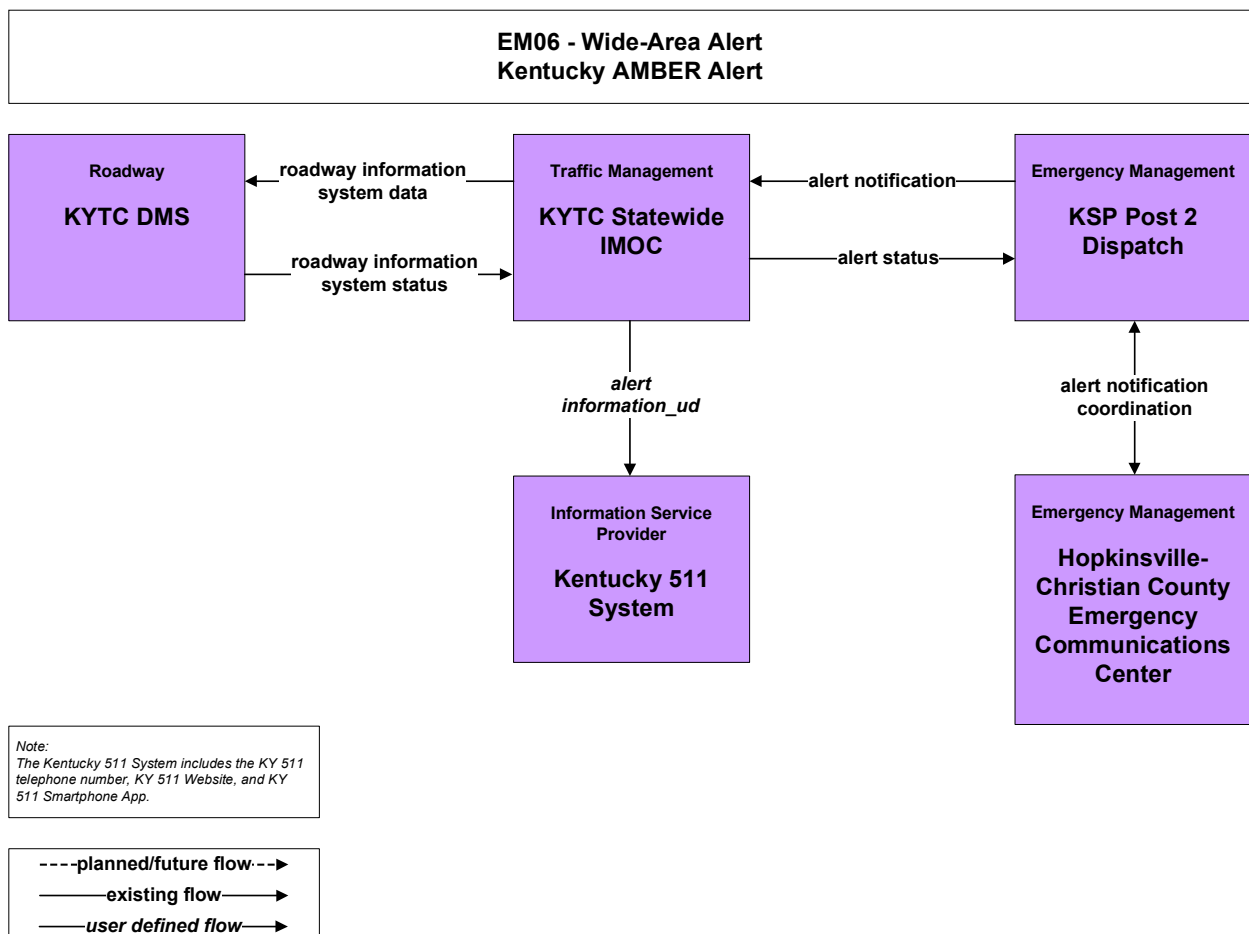 EM06 - Wide-Area Alert
Kentucky AMBER Alert
Roadway
KYTC DMS
roadway information
system data
roadway information
system status
Traffic Management
KYTC Statewide
IMOC
alert notification
alert status
Emergency Management
KSP Post 2
Dispatch
alert
information_ud
alert notification
coordination
Information Service
Provider
Kentucky 511
System
Emergency Management
Hopkinsville-
Christian County
Emergency
Communications
Center
Note:
The Kentucky 511 System includes the KY 511
telephone number, KY 511 Website, and KY
511 Smartphone App.
planned/future flow
existing flow
user defined flow